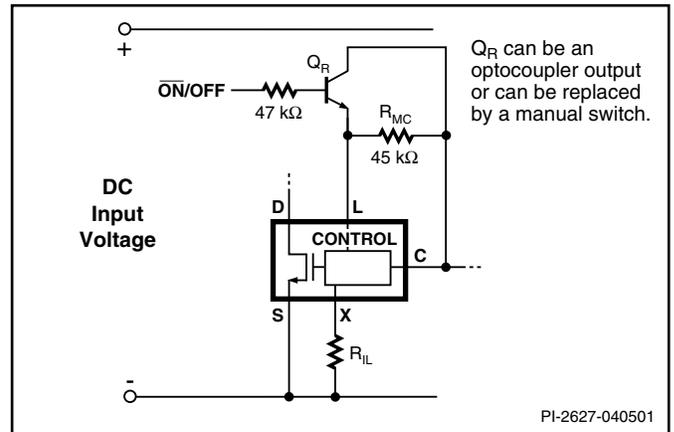 +
Q_R
Q_R can be an
optocoupler output
or can be replaced
by a manual switch.
O̅N̅/OFF
47 kΩ
R_MC
45 kΩ
DC
Input
Voltage
D
L
CONTROL
C
S
X
R_IL
-
PI-2627-040501